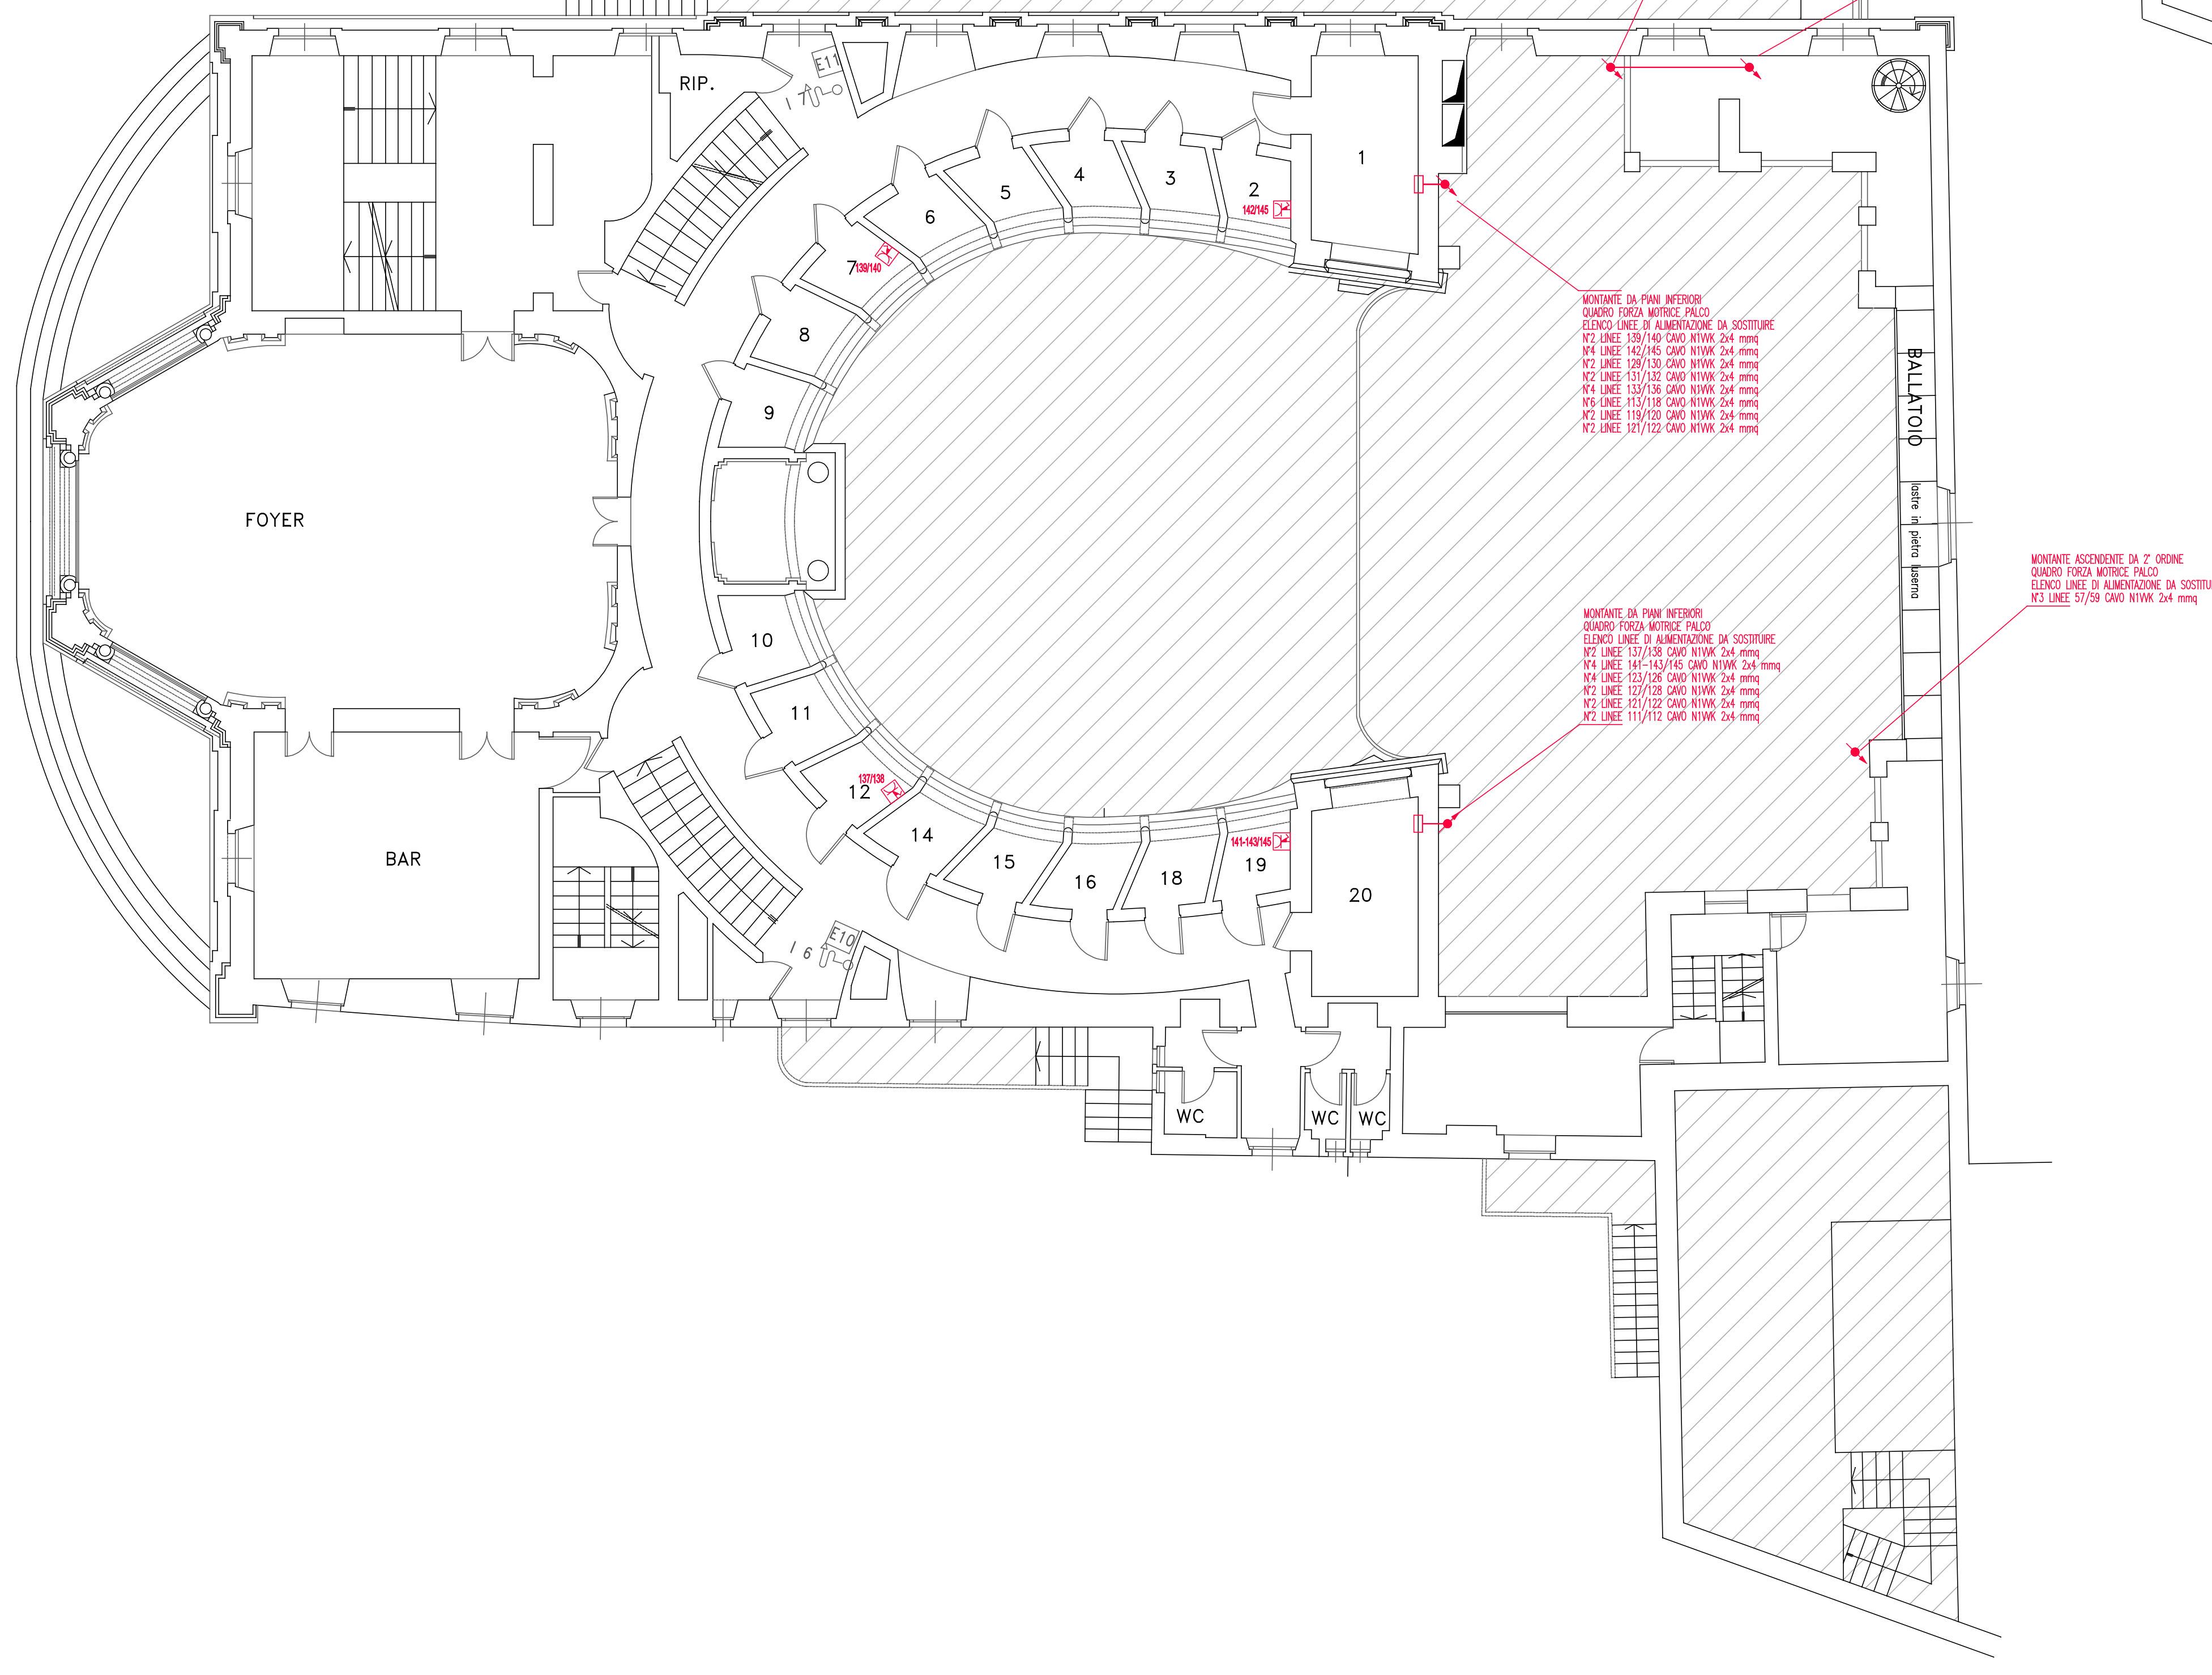 RIP.
E11
I 7
1
2
142/145
3
4
5
6
7
139/140
8
9
FOYER
10
11
12
137/138
14
15
16
18
19
141-143/145
20
BAR
E10
I 6
WC
WC
WC
MONTANTE DA PIANI INFERIORI
QUADRO FORZA MOTRICE PALCO
ELENCO LINEE DI ALIMENTAZIONE DA SOSTITUIRE
N°2 LINEE 139/140 CAVO N1VVK 2x4 mmq
N°4 LINEE 142/145 CAVO N1VVK 2x4 mmq
N°2 LINEE 129/130 CAVO N1VVK 2x4 mmq
N°2 LINEE 131/132 CAVO N1VVK 2x4 mmq
N°4 LINEE 133/136 CAVO N1VVK 2x4 mmq
N°6 LINEE 113/118 CAVO N1VVK 2x4 mmq
N°2 LINEE 119/120 CAVO N1VVK 2x4 mmq
N°2 LINEE 121/122 CAVO N1VVK 2x4 mmq
BALLATOIO
lastre in pietra luserna
MONTANTE DA PIANI INFERIORI
QUADRO FORZA MOTRICE PALCO
ELENCO LINEE DI ALIMENTAZIONE DA SOSTITUIRE
N°2 LINEE 137/138 CAVO N1VVK 2x4 mmq
N°4 LINEE 141-143/145 CAVO N1VVK 2x4 mmq
N°4 LINEE 123/126 CAVO N1VVK 2x4 mmq
N°2 LINEE 127/128 CAVO N1VVK 2x4 mmq
N°2 LINEE 121/122 CAVO N1VVK 2x4 mmq
N°2 LINEE 111/112 CAVO N1VVK 2x4 mmq
MONTANTE ASCENDENTE DA 2° ORDINE
QUADRO FORZA MOTRICE PALCO
ELENCO LINEE DI ALIMENTAZIONE DA SOSTITU
N°3 LINEE 57/59 CAVO N1VVK 2x4 mmq